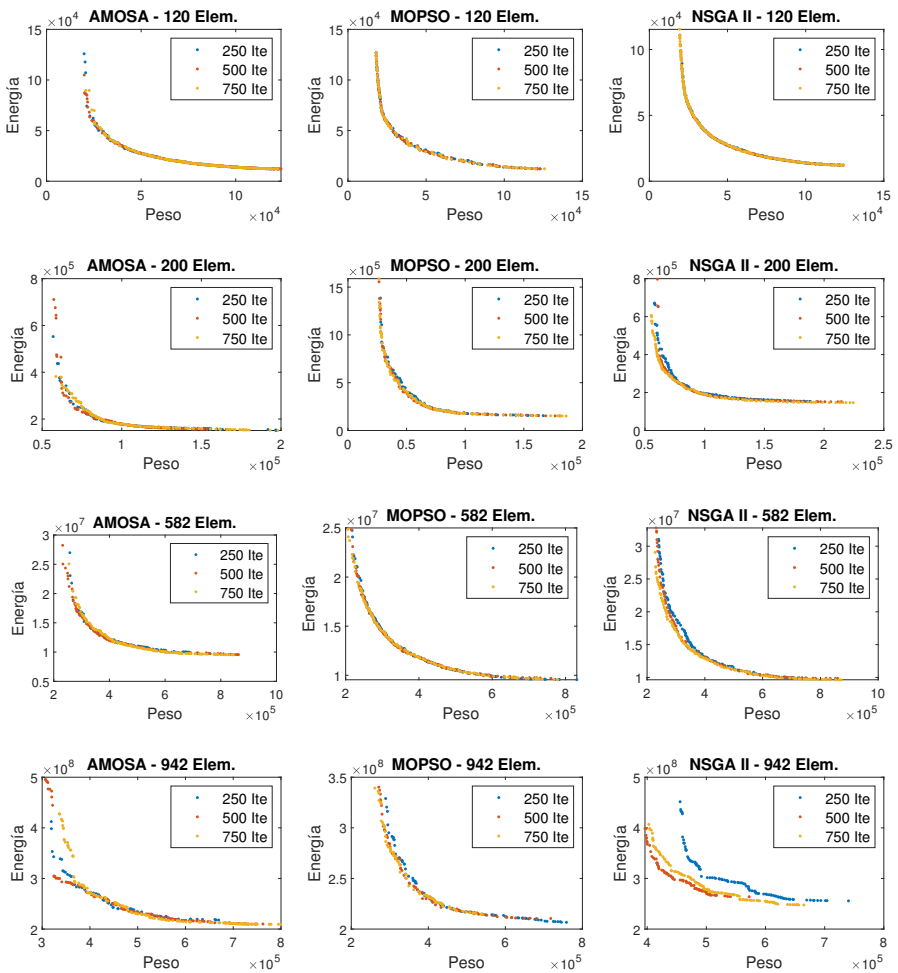 AMOSA - 120 Elem.
×10^4
15
10
5
0
Energía
250 Ite
500 Ite
750 Ite
0
5
10
Peso
×10^4
MOPSO - 120 Elem.
×10^4
15
10
5
0
Energía
250 Ite
500 Ite
750 Ite
0
5
10
15
Peso
×10^4
NSGA II - 120 Elem.
×10^4
10
5
0
Energía
250 Ite
500 Ite
750 Ite
0
5
10
15
Peso
×10^4
AMOSA - 200 Elem.
×10^5
8
6
4
2
Energía
250 Ite
500 Ite
750 Ite
0.5
1
1.5
2
Peso
×10^5
MOPSO - 200 Elem.
×10^5
15
10
5
0
Energía
250 Ite
500 Ite
750 Ite
0
0.5
1
1.5
2
Peso
×10^5
NSGA II - 200 Elem.
×10^5
8
6
4
2
0
Energía
250 Ite
500 Ite
750 Ite
0.5
1
1.5
2
2.5
Peso
×10^5
AMOSA - 582 Elem.
×10^7
3
2.5
2
1.5
1
0.5
Energía
250 Ite
500 Ite
750 Ite
2
4
6
8
10
Peso
×10^5
MOPSO - 582 Elem.
×10^7
2.5
2
1.5
1
Energía
250 Ite
500 Ite
750 Ite
2
4
6
8
Peso
×10^5
NSGA II - 582 Elem.
×10^7
3
2.5
2
1.5
1
Energía
250 Ite
500 Ite
750 Ite
2
4
6
8
10
Peso
×10^5
AMOSA - 942 Elem.
×10^8
5
4
3
2
Energía
250 Ite
500 Ite
750 Ite
3
4
5
6
7
8
Peso
×10^5
MOPSO - 942 Elem.
×10^8
3.5
3
2.5
2
Energía
250 Ite
500 Ite
750 Ite
2
4
6
8
Peso
×10^5
NSGA II - 942 Elem.
×10^8
5
4
3
2
Energía
250 Ite
500 Ite
750 Ite
4
5
6
7
8
Peso
×10^5